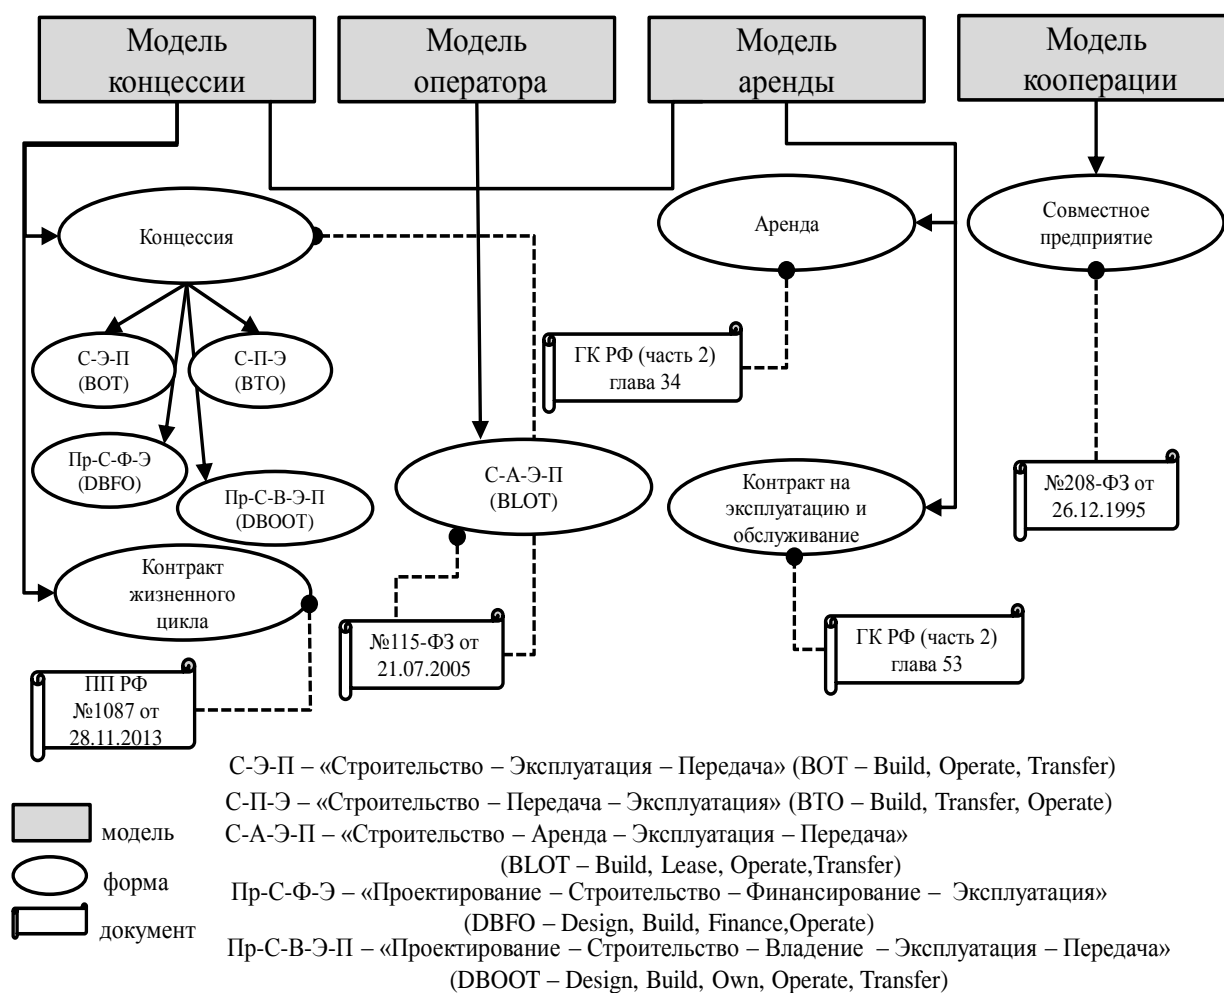 Модель
концессии
Модель
оператора
Модель
аренды
Модель
кооперации
Концессия
Аренда
Совместное
предприятие
С-Э-П
(BOT)
С-П-Э
(BTO)
ГК РФ (часть 2)
глава 34
Пр-С-Ф-Э
(DBFO)
Пр-С-В-Э-П
(DBOOT)
С-А-Э-П
(BLOT)
Контракт на
эксплуатацию и
обслуживание
№208-ФЗ от
26.12.1995
Контракт
жизненного
цикла
№115-ФЗ от
21.07.2005
ГК РФ (часть 2)
глава 53
ПП РФ
№1087 от
28.11.2013
С-Э-П – «Строительство – Эксплуатация – Передача» (BOT – Build, Operate, Transfer)
С-П-Э – «Строительство – Передача – Эксплуатация» (BTO – Build, Transfer, Operate)
С-А-Э-П – «Строительство – Аренда – Эксплуатация – Передача»
(BLOT – Build, Lease, Operate,Transfer)
Пр-С-Ф-Э – «Проектирование – Строительство – Финансирование – Эксплуатация»
(DBFO – Design, Build, Finance,Operate)
Пр-С-В-Э-П – «Проектирование – Строительство – Владение – Эксплуатация – Передача»
(DBOOT – Design, Build, Own, Operate, Transfer)
модель
форма
документ